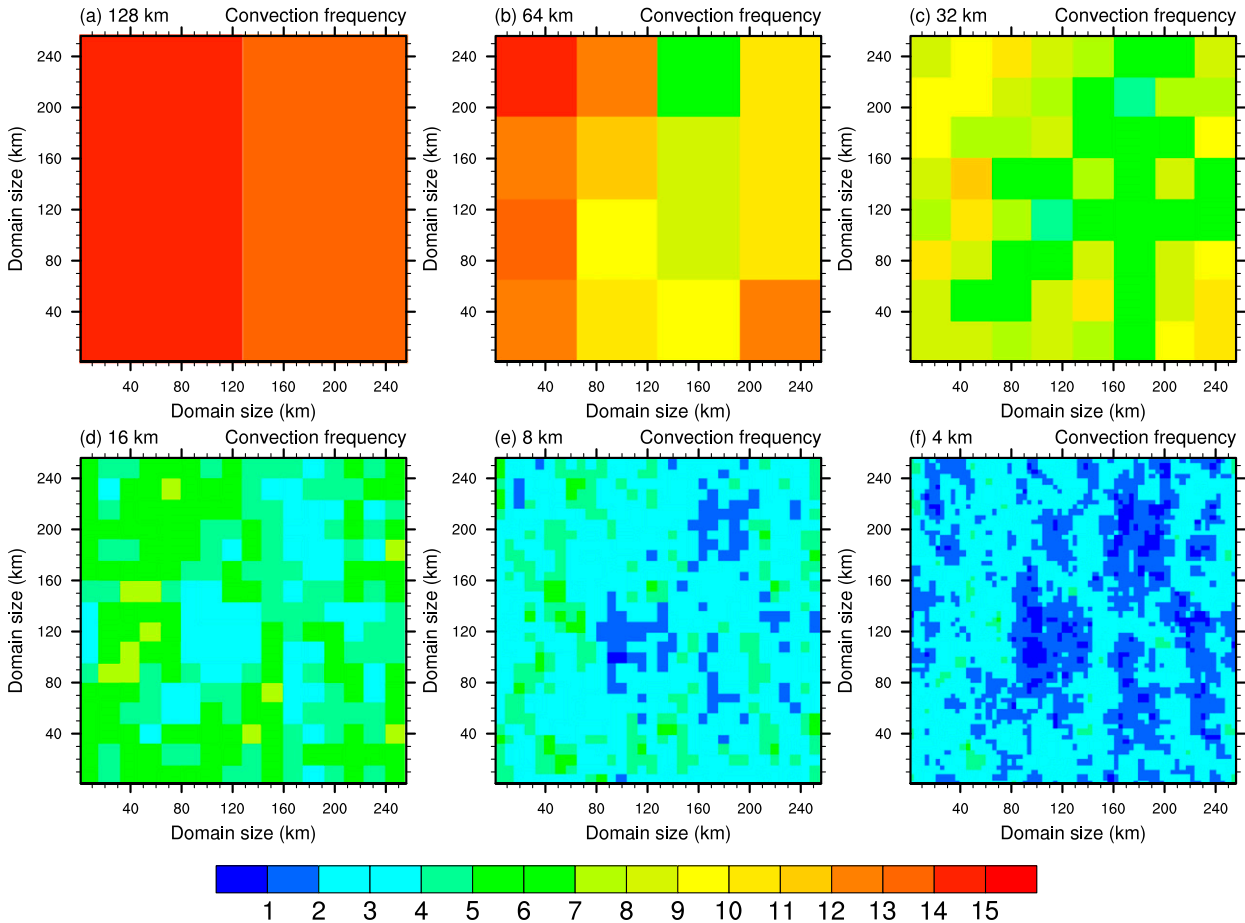 (a) 128 km Convection frequency
(b) 64 km Convection frequency
(c) 32 km Convection frequency
240 240 240
200 200 200
160 160 160
120 120 120
80 80 80
40 40 40
Domain size (km) Domain size (km) Domain size (km)
40 80 120 160 200 240 40 80 120 160 200 240 40 80 120 160 200 240
Domain size (km) Domain size (km) Domain size (km)
(d) 16 km Convection frequency
(e) 8 km Convection frequency
(f) 4 km Convection frequency
240 240 240
200 200 200
160 160 160
120 120 120
80 80 80
40 40 40
Domain size (km) Domain size (km) Domain size (km)
40 80 120 160 200 240 40 80 120 160 200 240 40 80 120 160 200 240
Domain size (km) Domain size (km) Domain size (km)
1 2 3 4 5 6 7 8 9 10 11 12 13 14 15